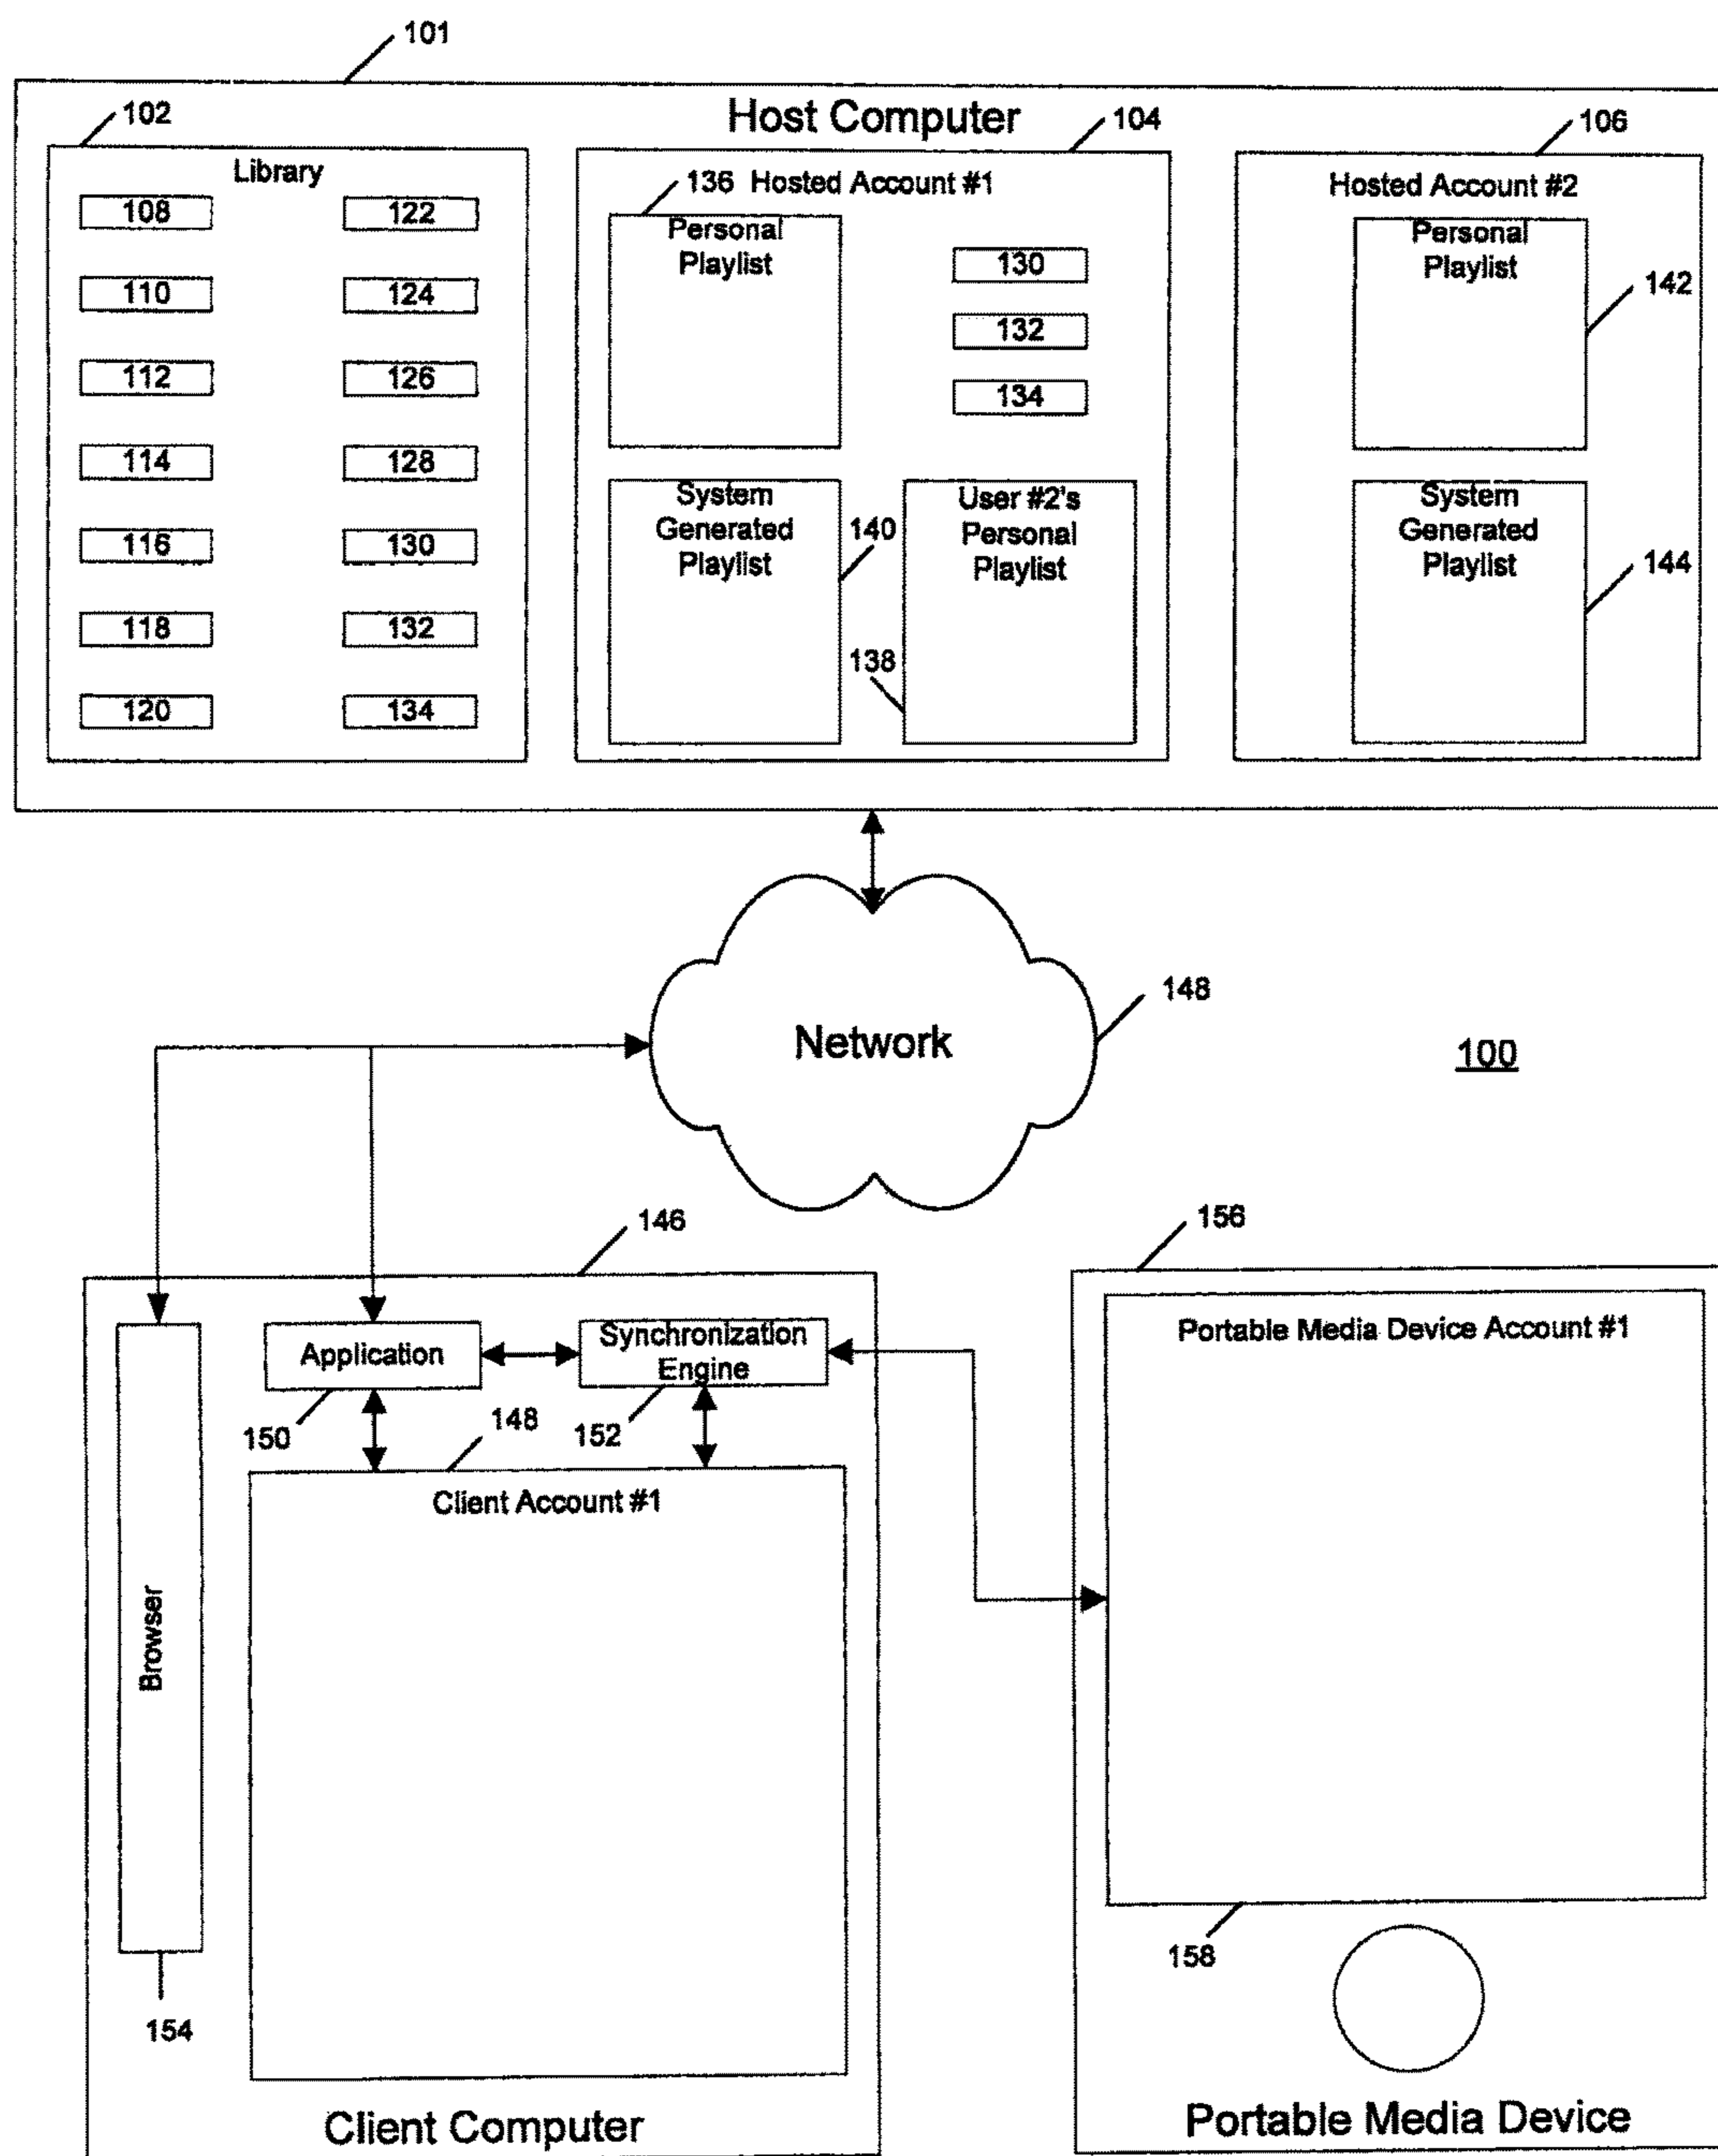 101
Host Computer
102
104
106
Library
108
122
110
124
112
126
114
128
116
130
118
132
120
134
136 Hosted Account #1
Personal
Playlist
130
132
134
System
Generated
Playlist
140
User #2's
Personal
Playlist
138
Hosted Account #2
Personal
Playlist
142
System
Generated
Playlist
144
Network
148
100
146
156
Application
Synchronization
Engine
150
148
152
Client Account #1
Browser
154
Client Computer
Portable Media Device Account #1
158
Portable Media Device